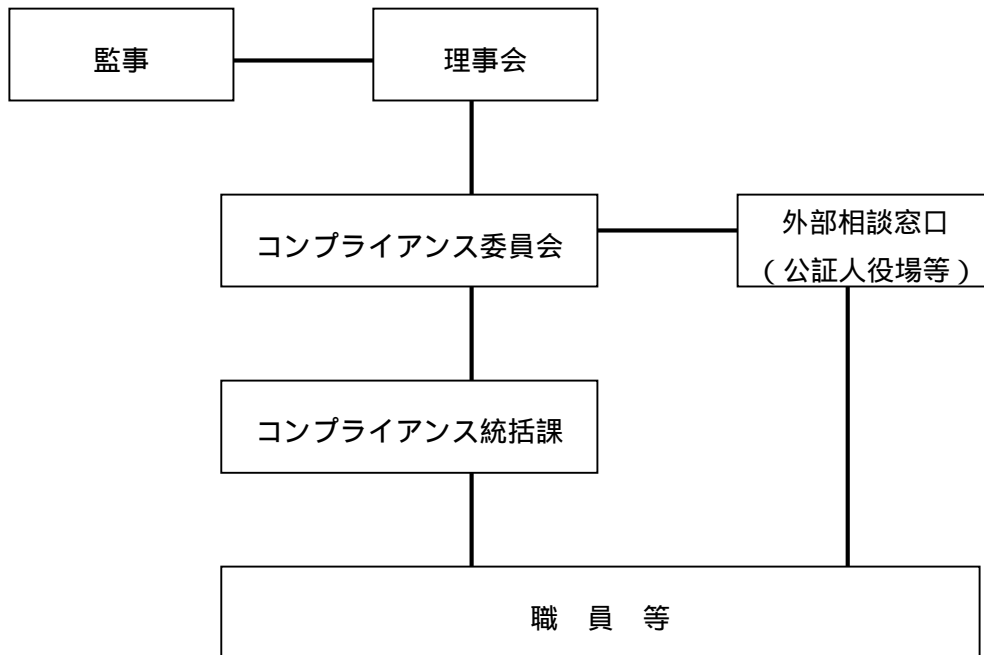 監事
理事会
コンプライアンス委員会
外部相談窓口
（公証人役場等）
コンプライアンス統括課
職　員　等